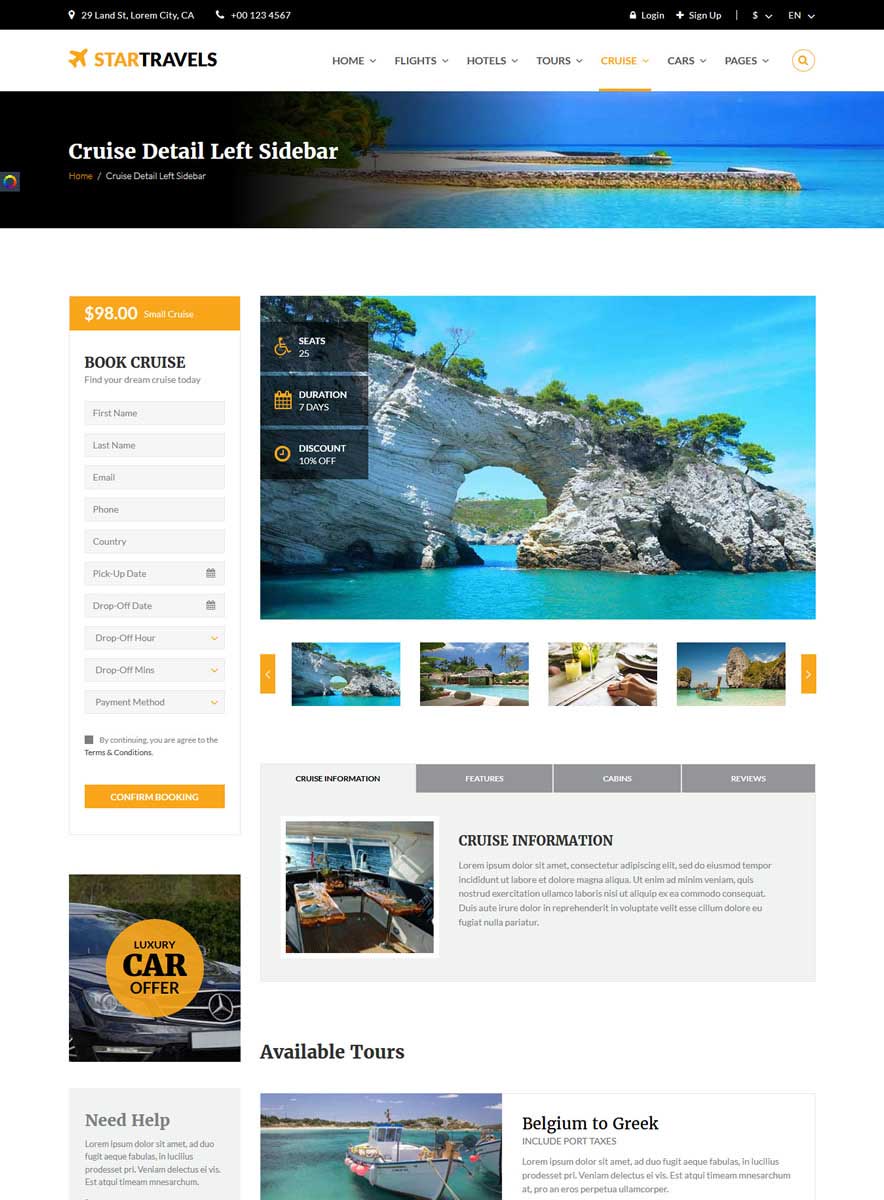 29 Land St, Lorem City, CA
+00 123 4567
Login
Sign Up
$
EN
STARTRAVELS
HOME
FLIGHTS
HOTELS
TOURS
CRUISE
CARS
PAGES
Cruise Detail Left Sidebar
Home / Cruise Detail Left Sidebar
$98.00 Small Cruise
BOOK CRUISE
Find your dream cruise today
First Name
Last Name
Email
Phone
Country
Pick-Up Date
Drop-Off Date
Drop-Off Hour
Drop-Off Mins
Payment Method
By continuing, you are agree to the
Terms & Conditions.
CONFIRM BOOKING
LUXURY
CAR
OFFER
Need Help
Lorem ipsum dolor sit amet, ad duo
fugit aeque fabulas, in lucilius
prodesset pri. Veniam delectus ei vis.
Est atqui timeam mnesarchum.
SEATS
25
DURATION
7 DAYS
DISCOUNT
10% OFF
CRUISE INFORMATION
FEATURES
CABINS
REVIEWS
CRUISE INFORMATION
Lorem ipsum dolor sit amet, consectetur adipiscing elit, sed do eiusmod tempor
incididunt ut labore et dolore magna aliqua. Ut enim ad minim veniam, quis
nostrud exercitation ullamco laboris nisi ut aliquip ex ea commodo consequat.
Duis aute irure dolor in reprehenderit in voluptate velit esse cillum dolore eu
fugiat nulla pariatur.
Available Tours
Belgium to Greek
INCLUDE PORT TAXES
Lorem ipsum dolor sit amet, ad duo fugit aeque fabulas, in lucilius
prodesset pri. Veniam delectus ei vis. Est atqui timeam mnesarchum
at, pro an eros perpetua ullamcorper.